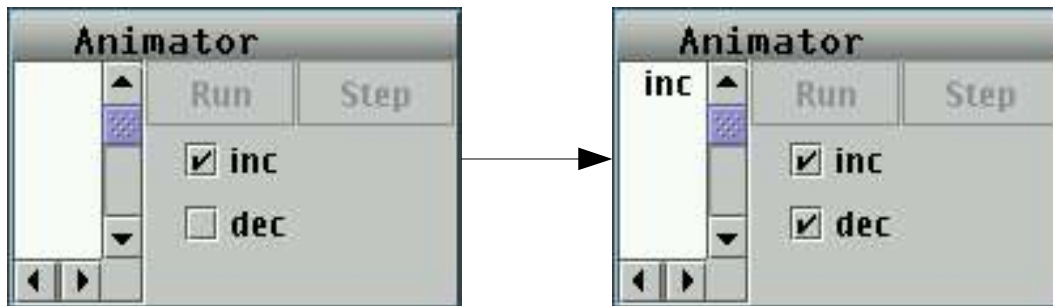 Animator
Run Step
inc
dec
Animator
inc
Run Step
inc
dec